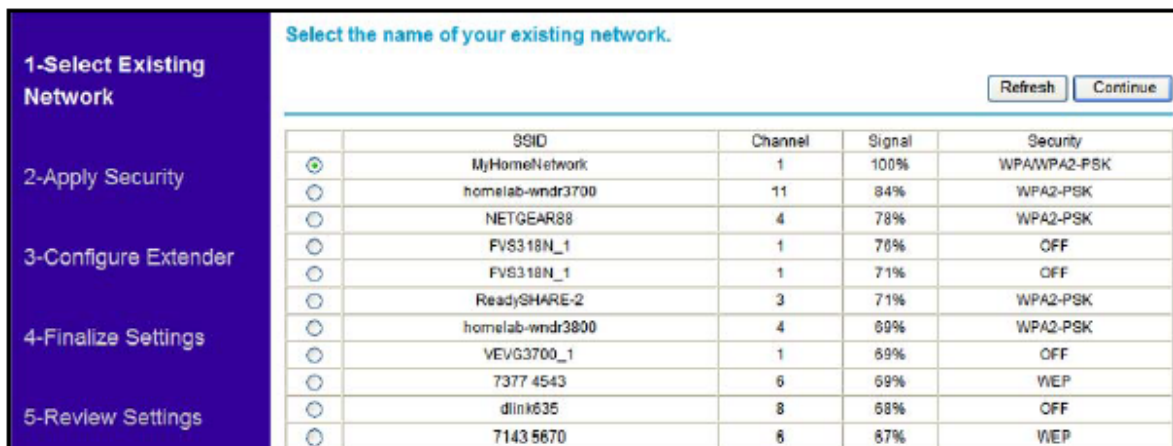 1-Select Existing
Network
2-Apply Security
3-Configure Extender
4-Finalize Settings
5-Review Settings
Select the name of your existing network.
Refresh Continue
SSID Channel Signal Security
MyHomeNetwork 1 100% WPA/WPA2-PSK
homelab-wndr3700 11 84% WPA2-PSK
NETGEAR88 4 78% WPA2-PSK
FVS318N_1 1 76% OFF
FVS318N_1 1 71% OFF
ReadySHARE-2 3 71% WPA2-PSK
homelab-wndr3800 4 69% WPA2-PSK
VEVG3700_1 1 69% OFF
7377 4543 6 69% WEP
dlink635 8 68% OFF
7143 5670 6 67% WEP